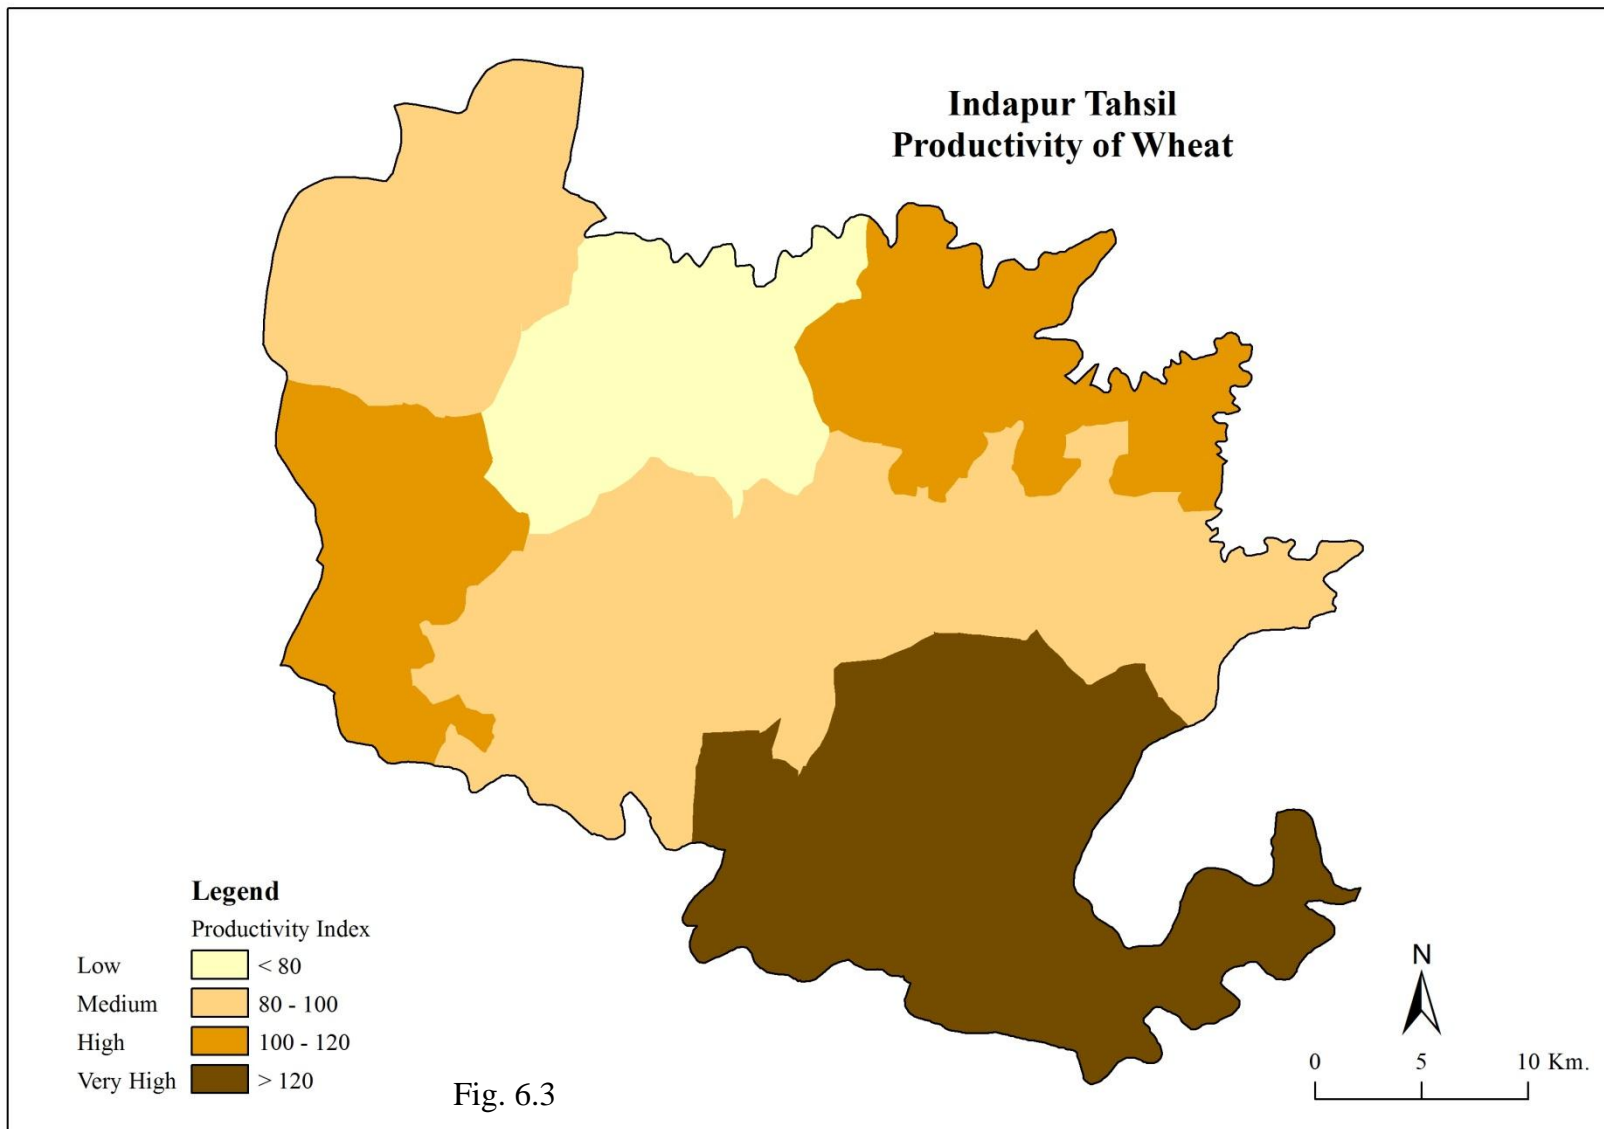 Indapur Tahsil
Productivity of Wheat
Legend
Productivity Index
Low < 80
Medium 80 - 100
High 100 - 120
Very High > 120
Fig. 6.3
N
0 5 10 Km.